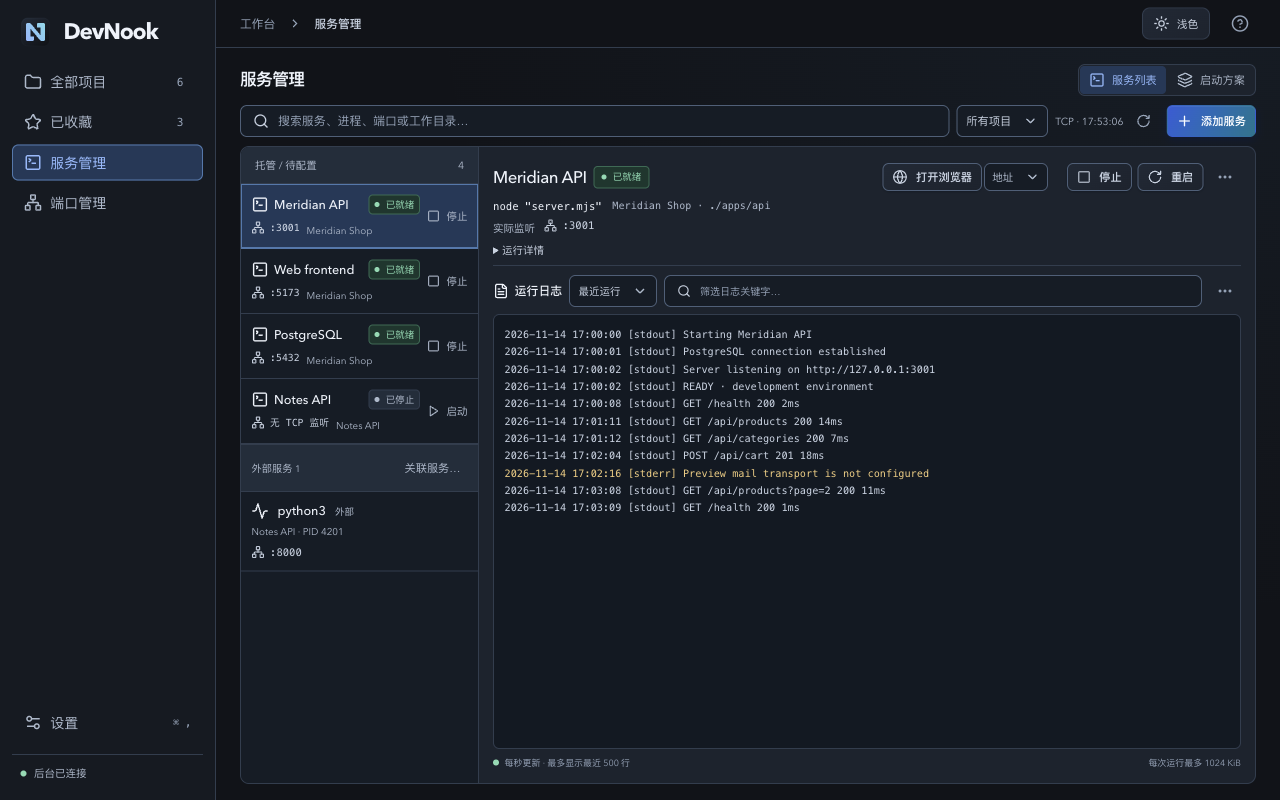 DevNook
全部项目 6
已收藏 3
服务管理
端口管理
设置 ⌘ ,
后台已连接
工作台 > 服务管理
浅色
服务管理
服务列表
启动方案
搜索服务、进程、端口或工作目录…
所有项目
TCP · 17:53:06
添加服务
托管 / 待配置 4
Meridian API 已就绪 停止
:3001 Meridian Shop
Web frontend 已就绪 停止
:5173 Meridian Shop
PostgreSQL 已就绪 停止
:5432 Meridian Shop
Notes API 已停止 启动
无 TCP 监听 Notes API
外部服务 1 关联服务…
python3 外部
Notes API · PID 4201
:8000
Meridian API 已就绪
打开浏览器 地址 停止 重启
node "server.mjs" Meridian Shop · ./apps/api
实际监听 :3001
运行详情
运行日志 最近运行 筛选日志关键字…
2026-11-14 17:00:00 [stdout] Starting Meridian API
2026-11-14 17:00:01 [stdout] PostgreSQL connection established
2026-11-14 17:00:02 [stdout] Server listening on http://127.0.0.1:3001
2026-11-14 17:00:02 [stdout] READY · development environment
2026-11-14 17:00:08 [stdout] GET /health 200 2ms
2026-11-14 17:01:11 [stdout] GET /api/products 200 14ms
2026-11-14 17:01:12 [stdout] GET /api/categories 200 7ms
2026-11-14 17:02:04 [stdout] POST /api/cart 201 18ms
2026-11-14 17:02:16 [stderr] Preview mail transport is not configured
2026-11-14 17:03:08 [stdout] GET /api/products?page=2 200 11ms
2026-11-14 17:03:09 [stdout] GET /health 200 1ms
每秒更新 · 最多显示最近 500 行
每次运行最多 1024 KiB